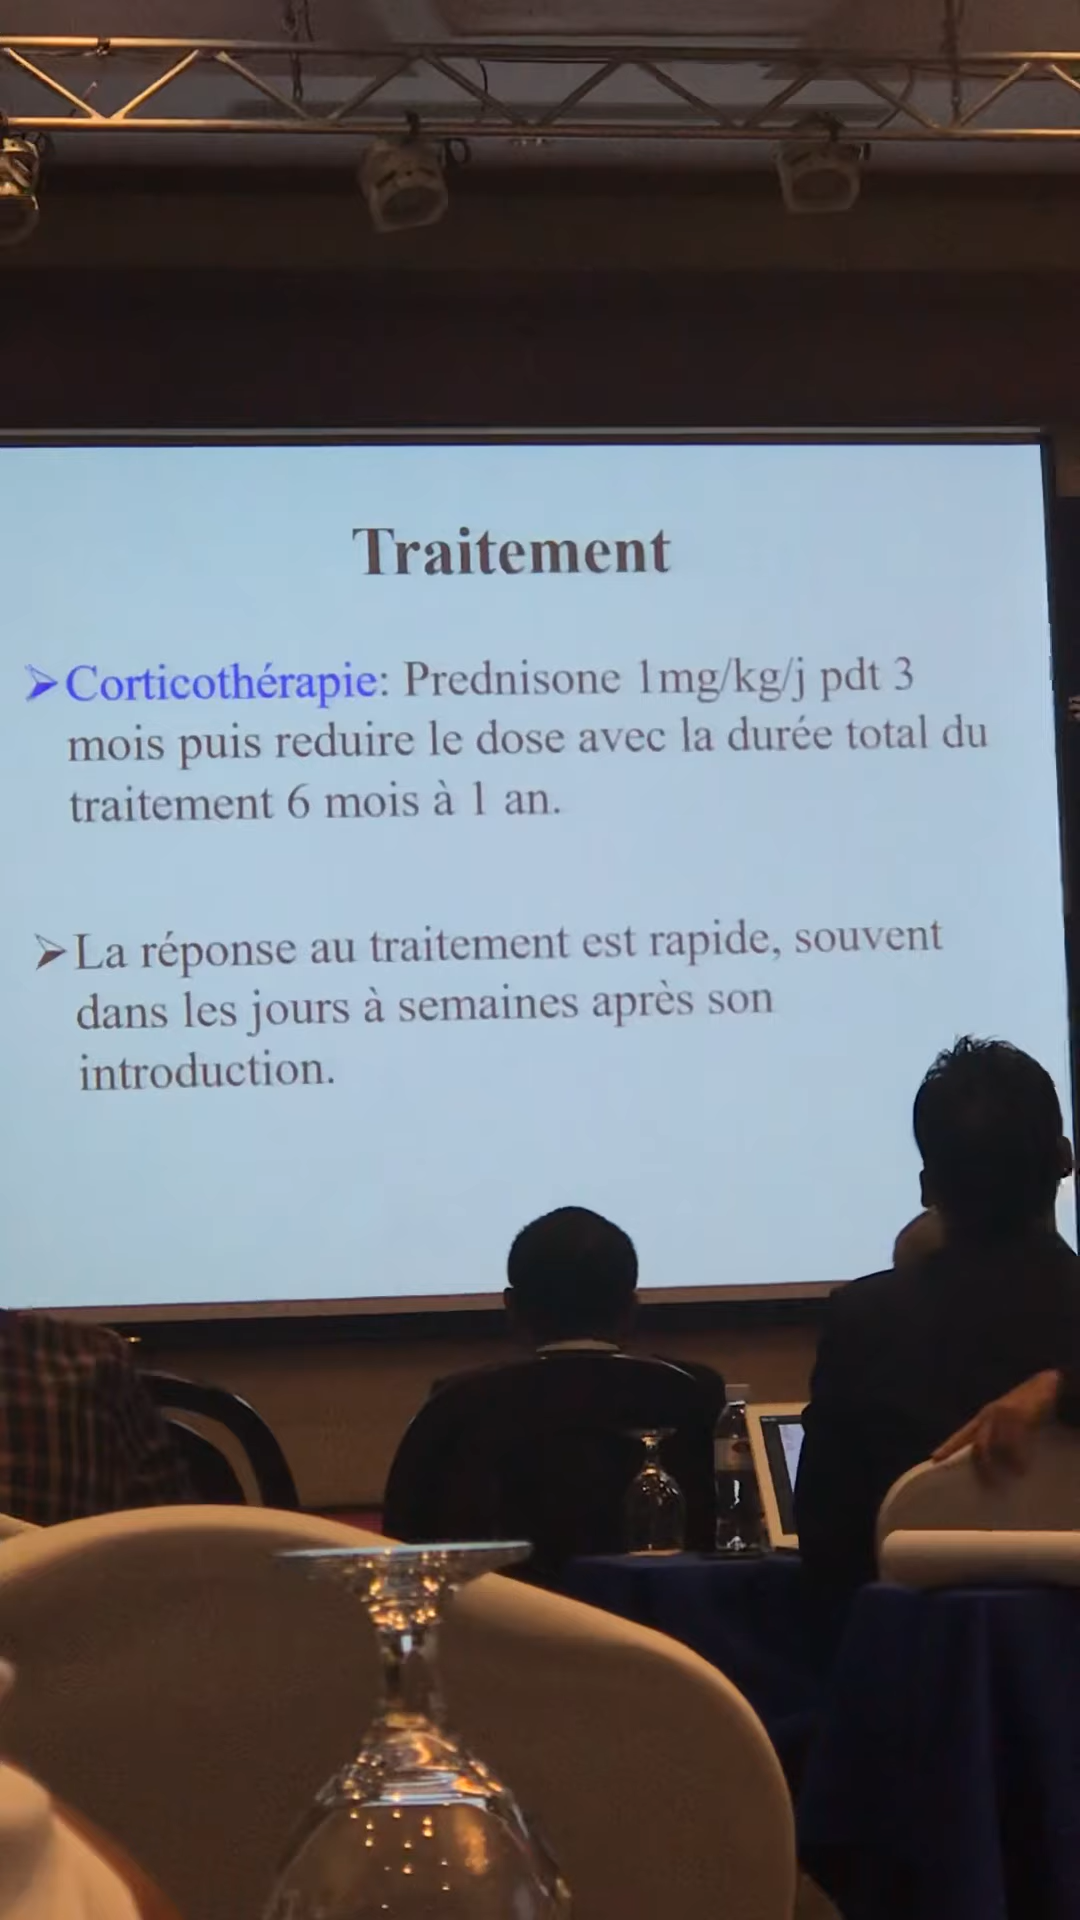 Traitement
➢Corticothérapie: Prednisone 1mg/kg/j pdt 3
mois puis reduire le dose avec la durée total du
traitement 6 mois à 1 an.
➢La réponse au traitement est rapide, souvent
dans les jours à semaines après son
introduction.